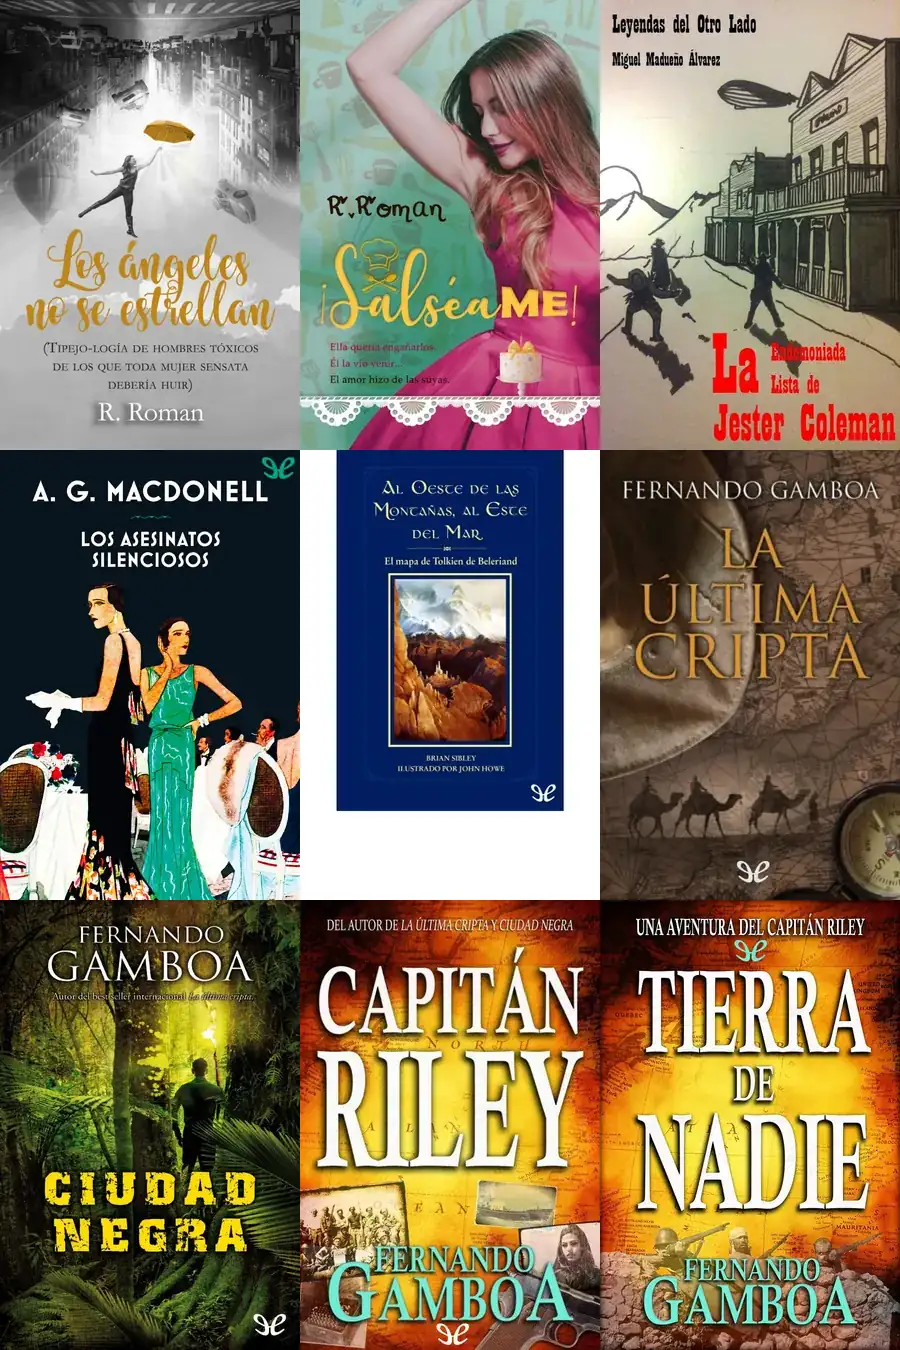 Los ángeles
no se estrellan
(Tipejo-logía de hombres tóxicos
de los que toda mujer sensata
debería huir)
R. Roman
R. Roman
¡SalséaME!
Ella quería engañarlos.
Él la vio venir...
El amor hizo de las suyas.
Leyendas del Otro Lado
Miguel Madueño Álvarez
La Endemoniada
Lista de
Jester Coleman
A. G. MACDONELL
LOS ASESINATOS
SILENCIOSOS
Al Oeste de las
Montañas, al Este
del Mar
El mapa de Tolkien de Beleriand
BRIAN SIBLEY
ILUSTRADO POR JOHN HOWE
FERNANDO GAMBOA
LA
ÚLTIMA
CRIPTA
FERNANDO
GAMBOA
Autor del best seller internacional La última cripta.
CIUDAD
NEGRA
DEL AUTOR DE LA ÚLTIMA CRIPTA Y CIUDAD NEGRA
CAPITÁN
RILEY
FERNANDO
GAMBOA
UNA AVENTURA DEL CAPITÁN RILEY
TIERRA
DE
NADIE
MAURITANIA
FERNANDO
GAMBOA